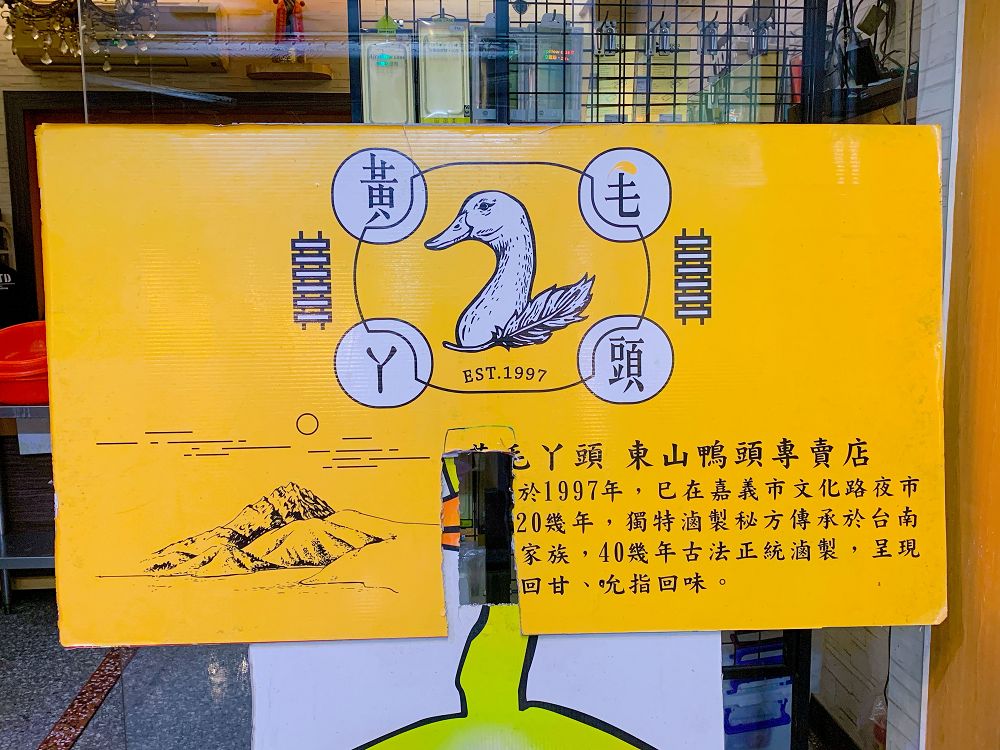 黃毛
丫頭
EST.1997
黃毛丫頭 東山鴨頭專賣店
於1997年,已在嘉義市文化路夜市
20幾年,獨特滷製秘方傳承於台南
家族,40幾年古法正統滷製,呈現
回甘、吮指回味。